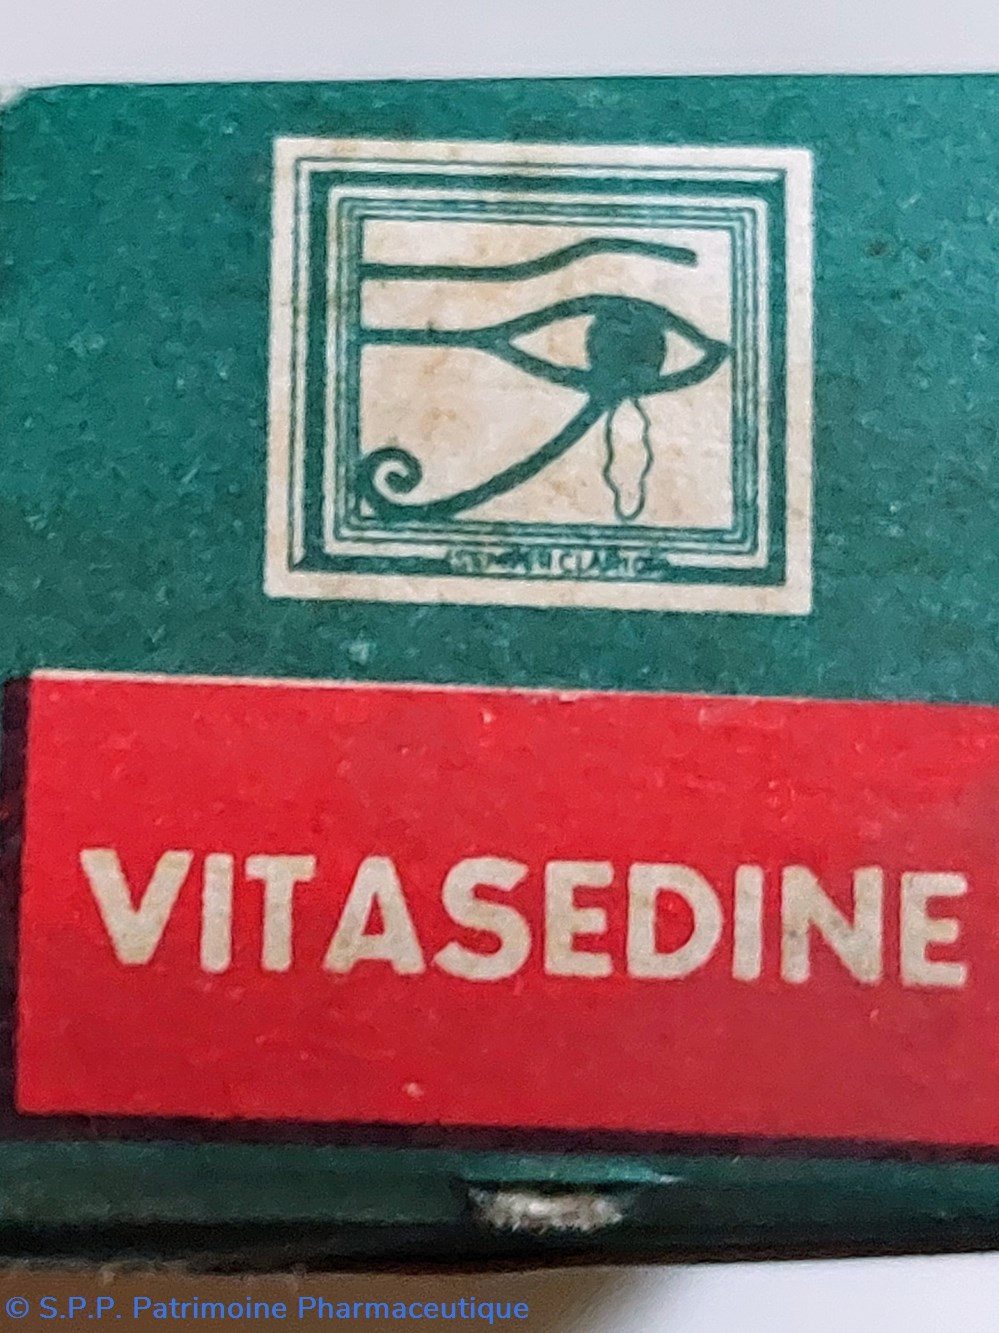 VITASEDINE
© S.P.P. Patrimoine Pharmaceutique